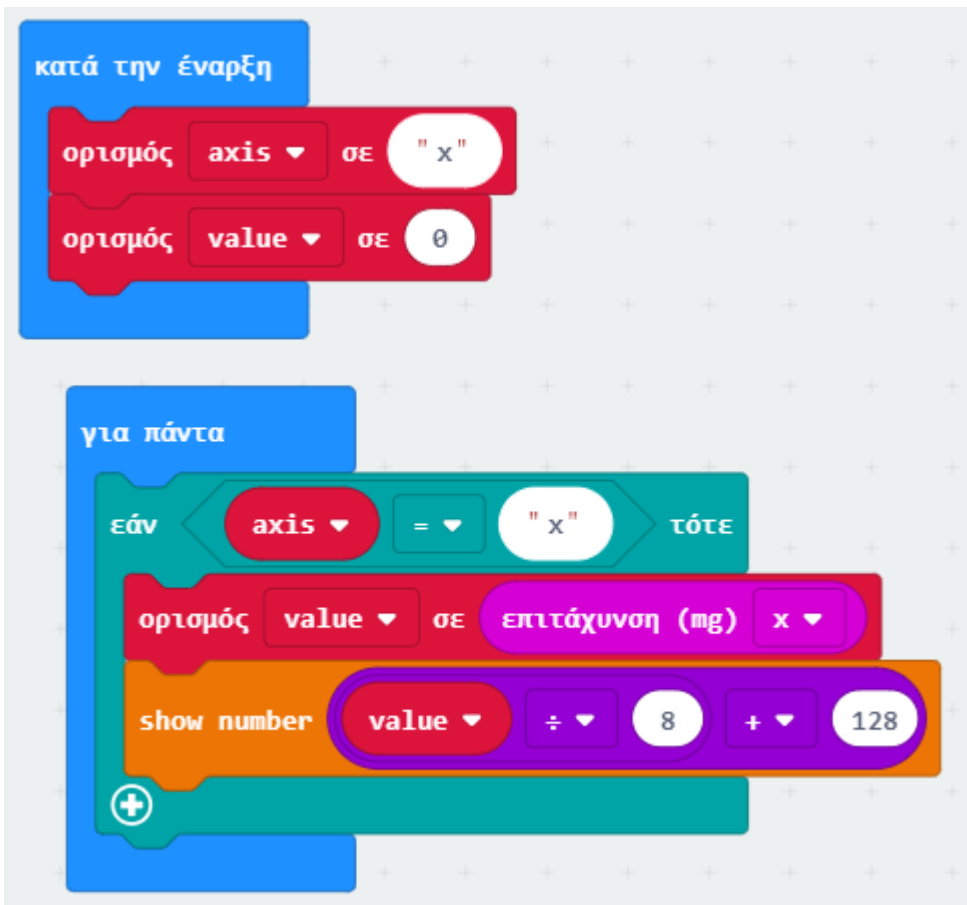 κατά την έναρξη
ορισμός axis σε "x"
ορισμός value σε 0
για πάντα
εάν axis = "x" τότε
ορισμός value σε επιτάχυνση (mg) x
show number value ÷ 8 + 128